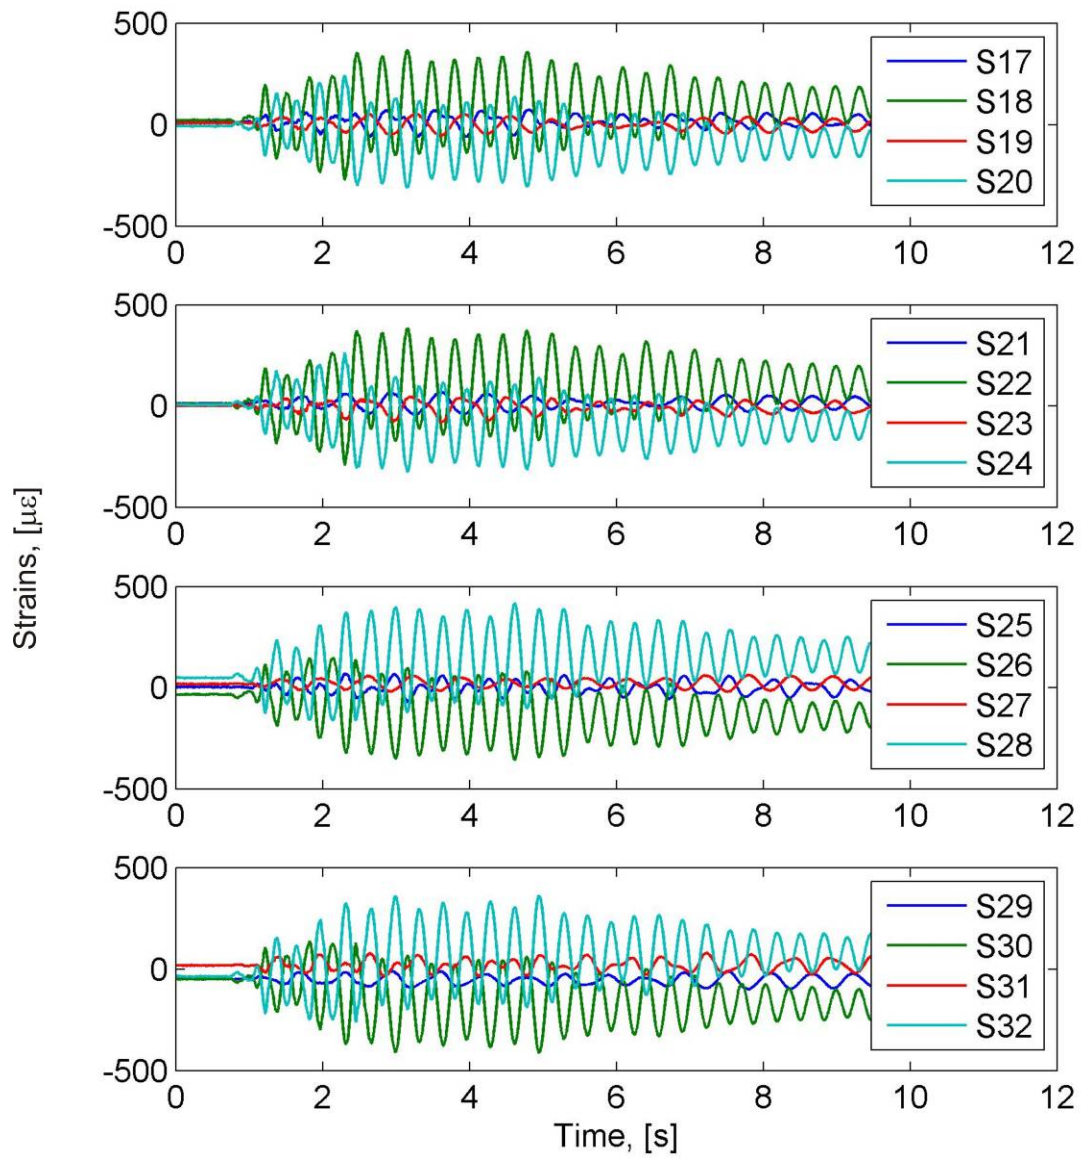 500
0
-500
0 2 4 6 8 10 12
S17
S18
S19
S20
500
0
-500
0 2 4 6 8 10 12
S21
S22
S23
S24
Strains, [µε]
500
0
-500
0 2 4 6 8 10 12
S25
S26
S27
S28
500
0
-500
0 2 4 6 8 10 12
S29
S30
S31
S32
Time, [s]